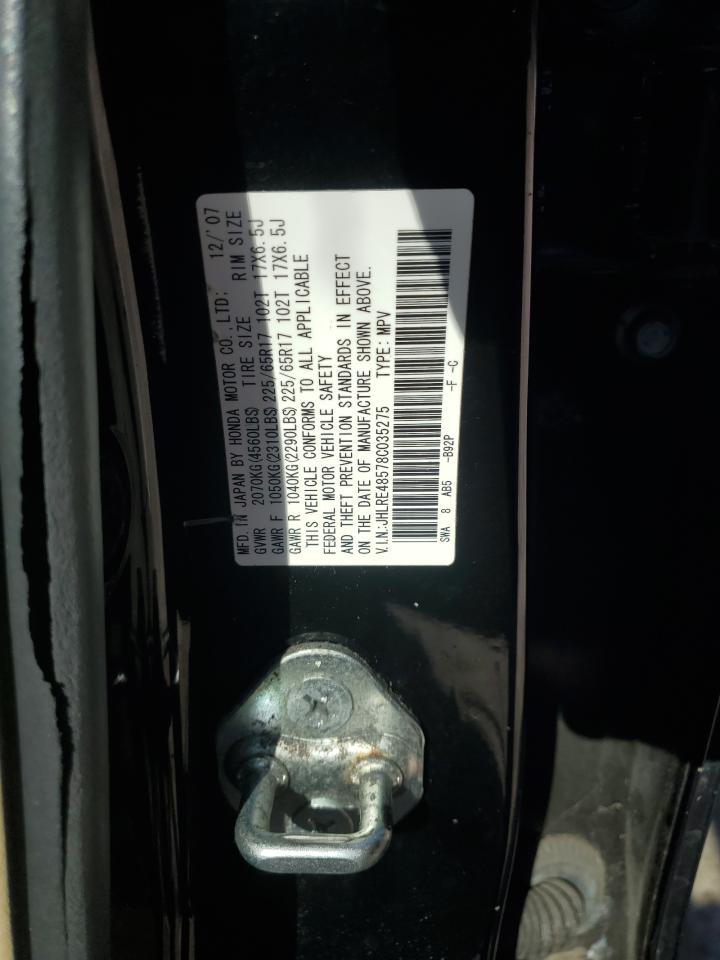 MFD. IN JAPAN BY HONDA MOTOR CO., LTD; 12/'07
GVWR 2070KG(4560LBS) TIRE SIZE RIM SIZE
GAWR F 1050KG(2310LBS) 225/65R17 102T 17X6.5J
GAWR R 1040KG(2290LBS) 225/65R17 102T 17X6.5J
THIS VEHICLE CONFORMS TO ALL APPLICABLE
FEDERAL MOTOR VEHICLE SAFETY
AND THEFT PREVENTION STANDARDS IN EFFECT
ON THE DATE OF MANUFACTURE SHOWN ABOVE.
V.I.N.:JHLRE48578C035275 TYPE: MPV
SWA 8 AB5 -B92P -F -C